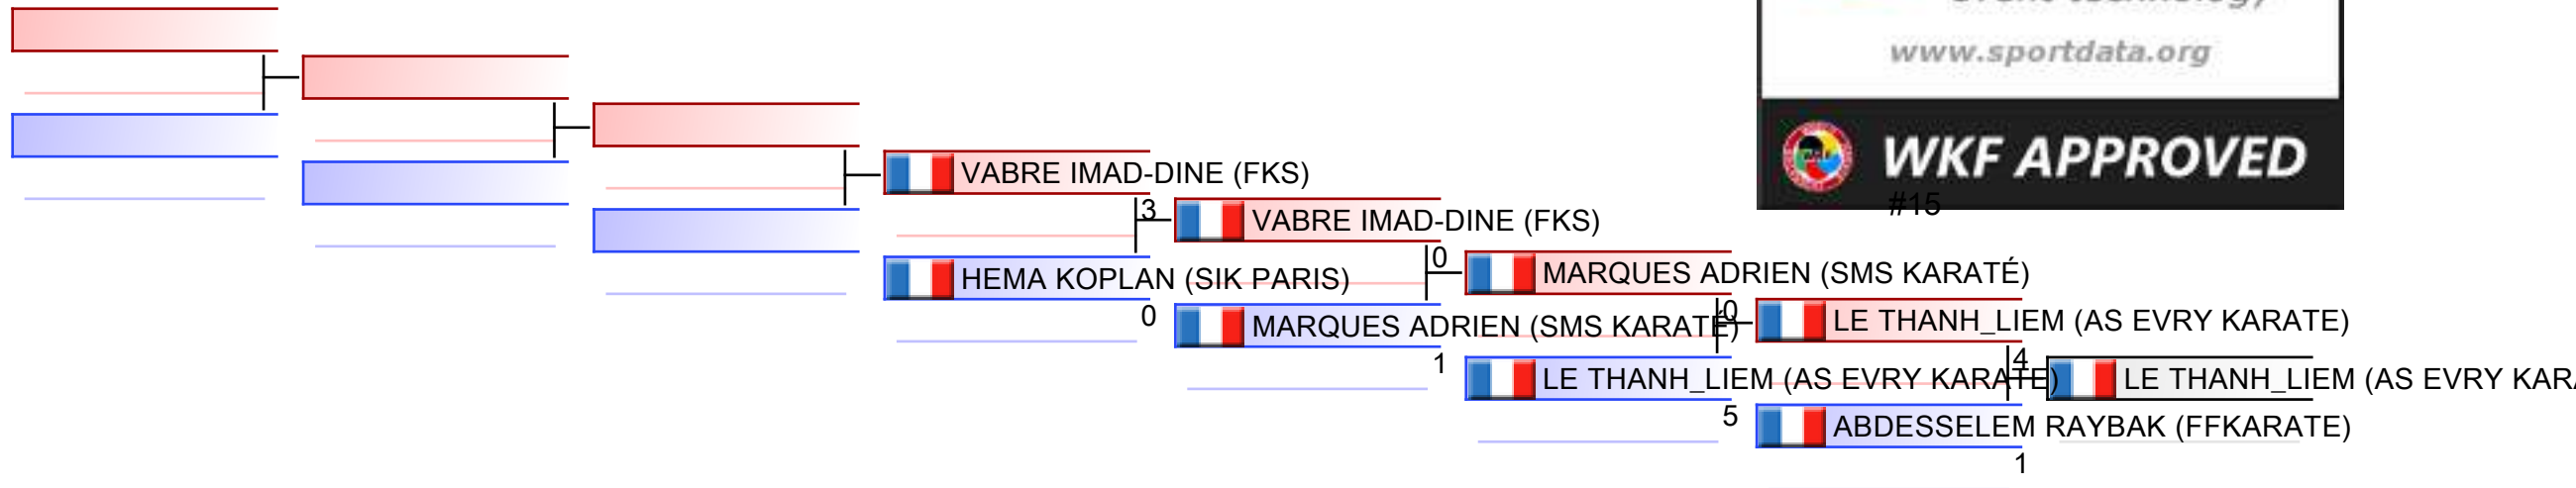 www.sportdata.org
WKF APPROVED
#15
VABRE IMAD-DINE (FKS)
3
VABRE IMAD-DINE (FKS)
0
HEMA KOPLAN (SIK PARIS)
MARQUES ADRIEN (SMS KARATÉ)
0
0
MARQUES ADRIEN (SMS KARATÉ)
LE THANH_LIEM (AS EVRY KARATE)
1
4
LE THANH_LIEM (AS EVRY KARATE)
LE THANH_LIEM (AS EVRY KAR
5
ABDESSELEM RAYBAK (FFKARATE)
1